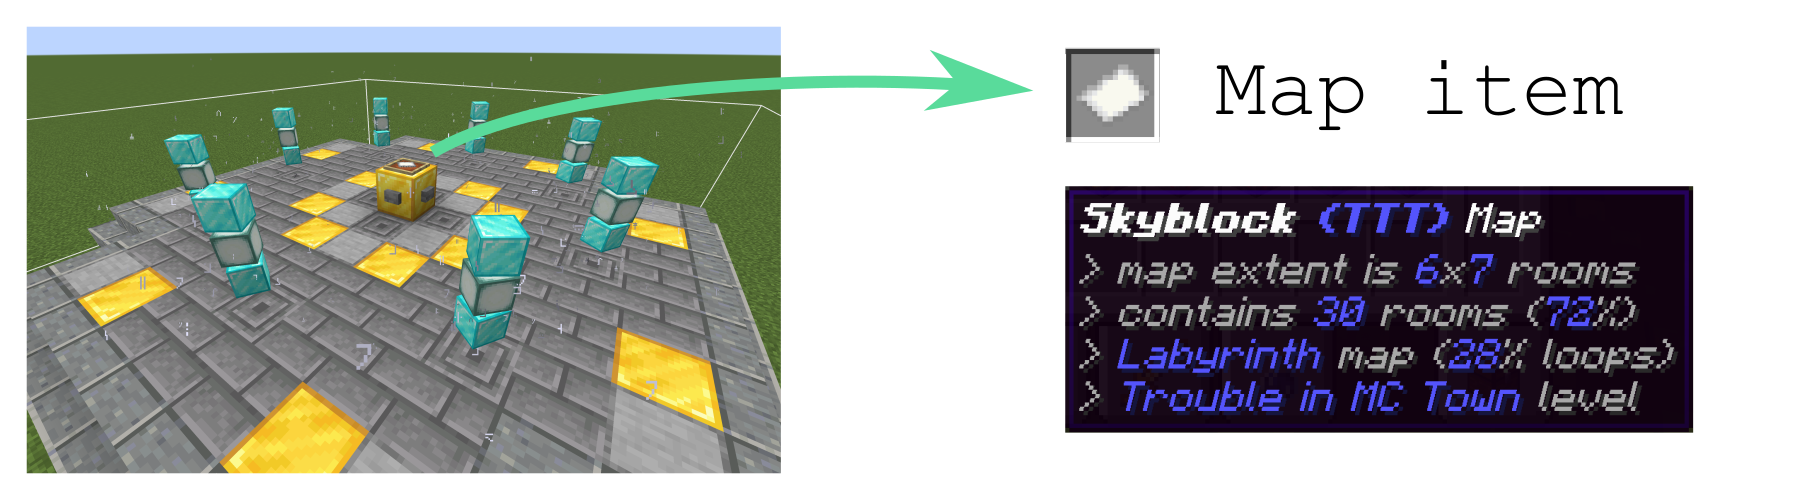 Map item
Skyblock (TTT) Map
> map extent is 6x7 rooms
> contains 30 rooms (72%)
> Labyrinth map (28% loops)
> Trouble in MC Town level